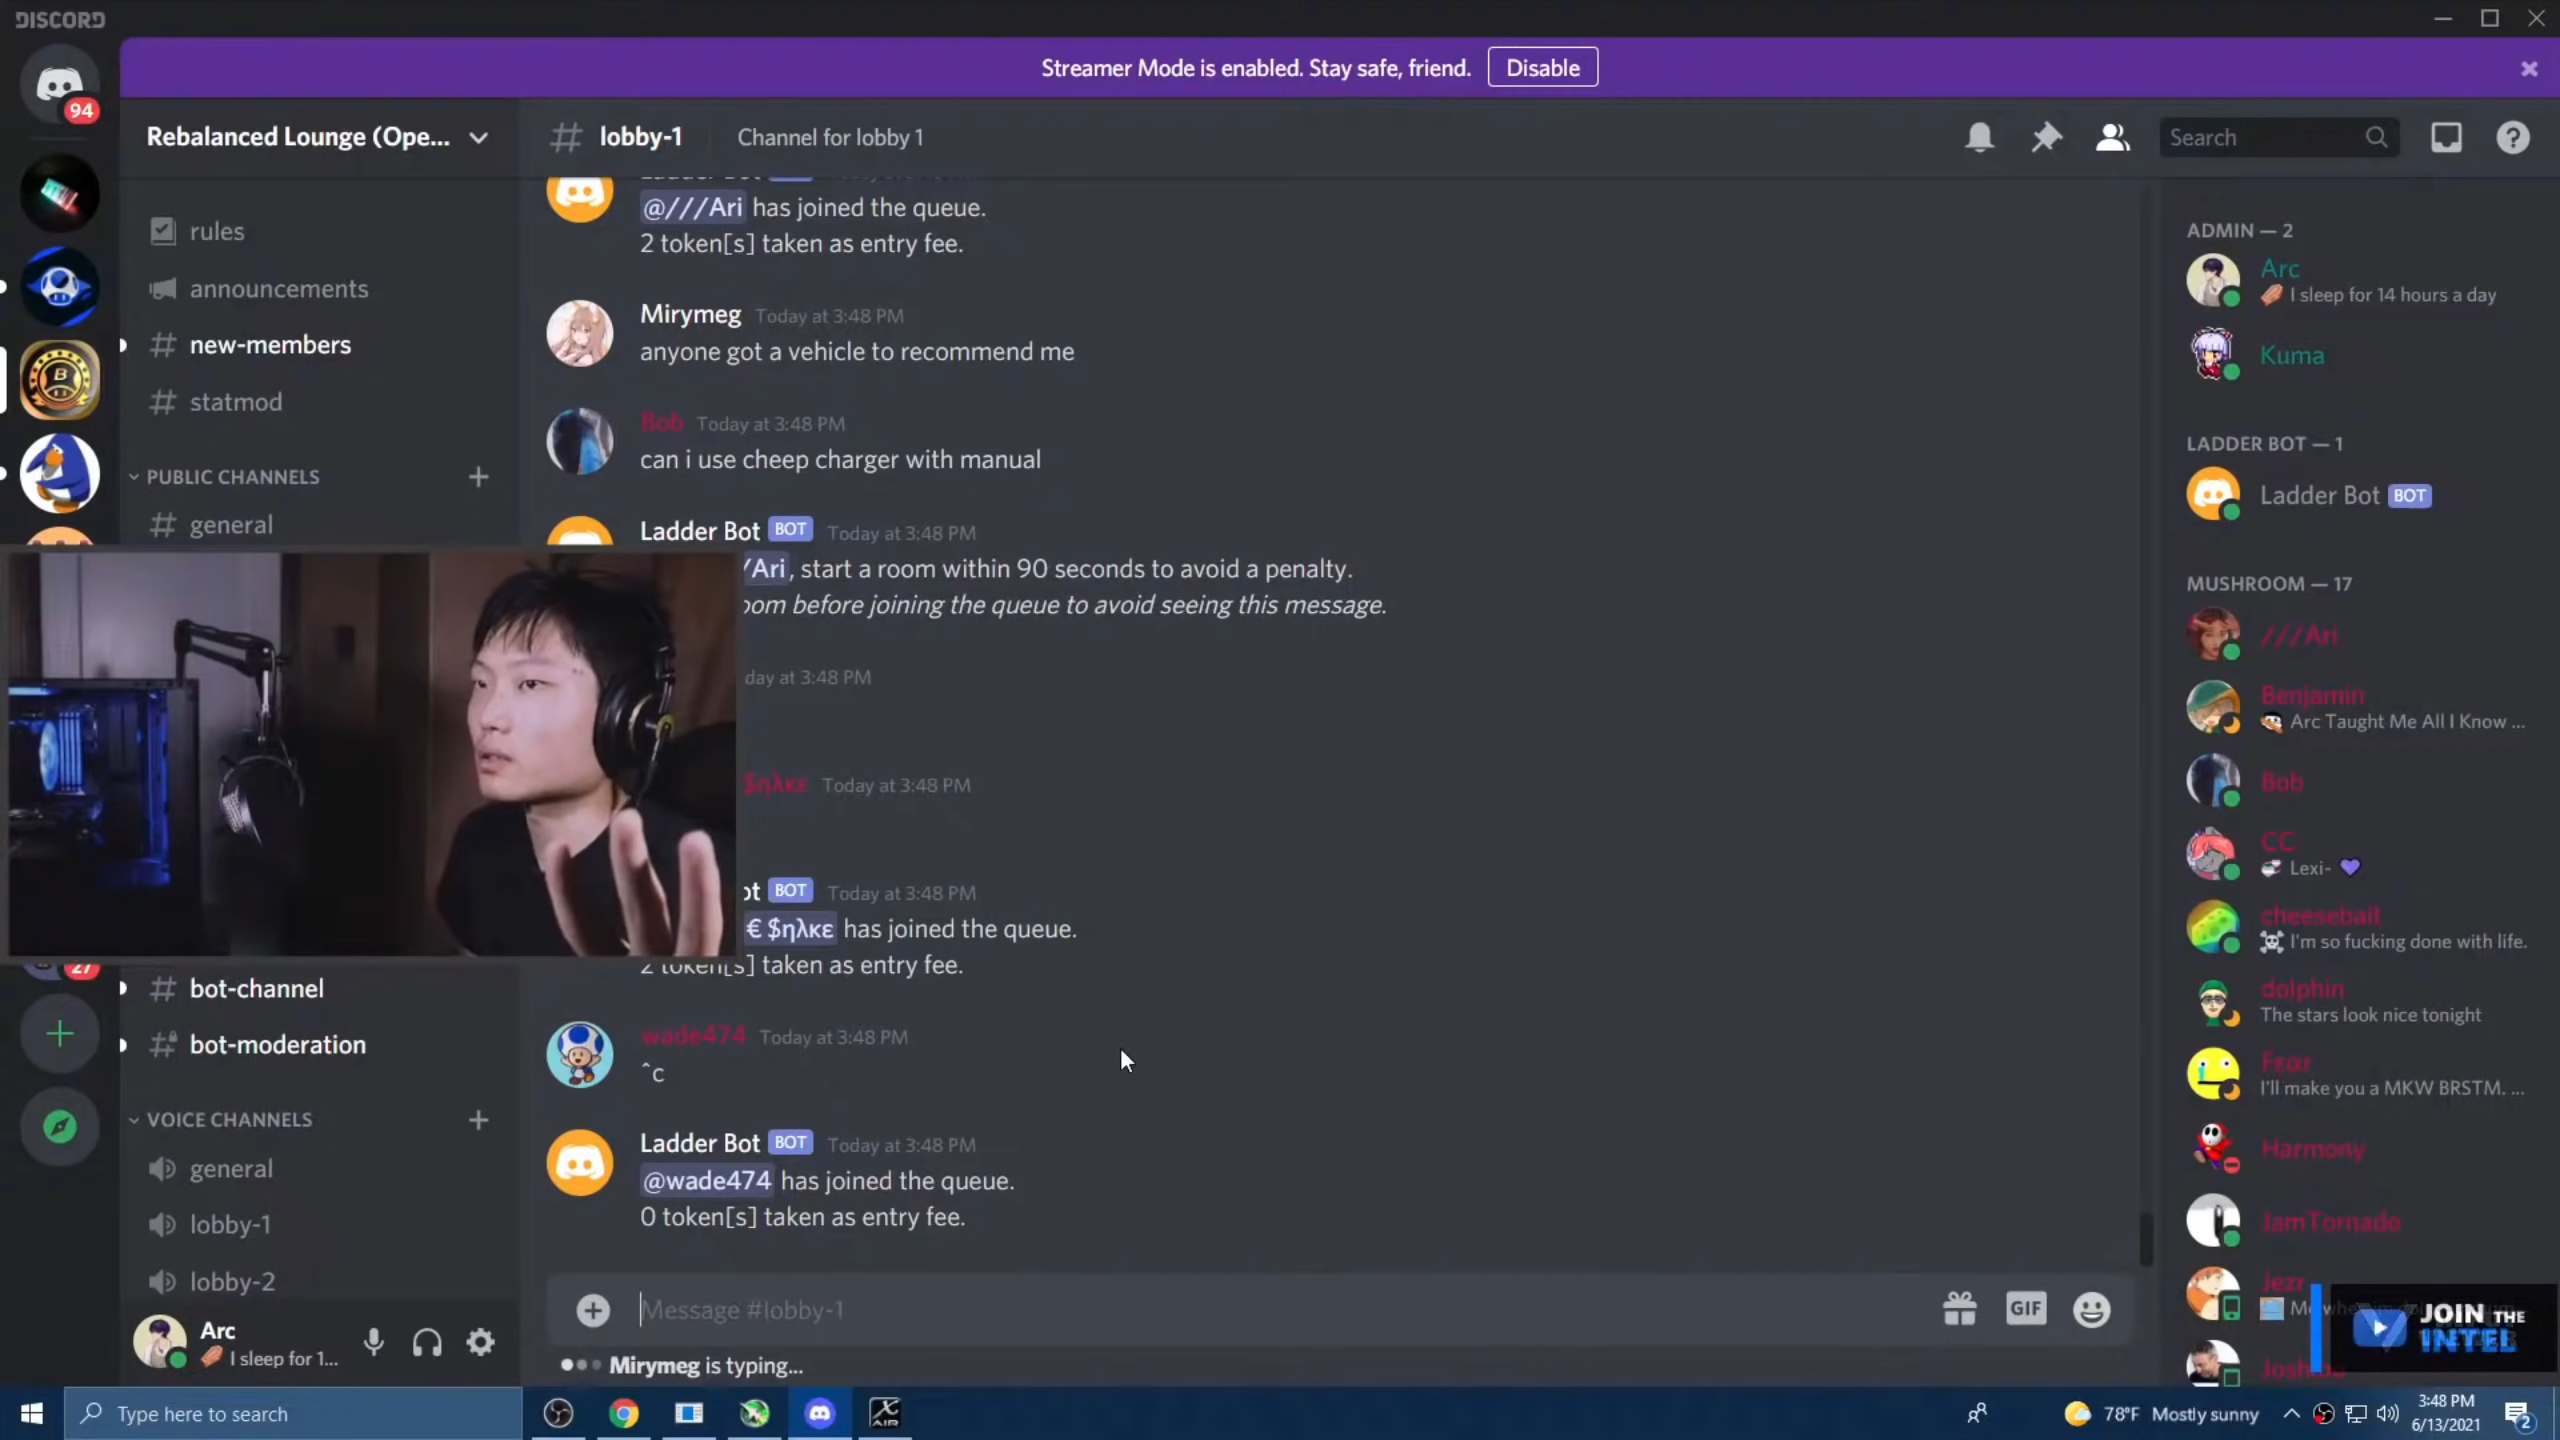 DISCORD
Streamer Mode is enabled. Stay safe, friend. Disable
94
Rebalanced Lounge (Ope...
rules
announcements
new-members
statmod
PUBLIC CHANNELS
general
27
bot-channel
bot-moderation
VOICE CHANNELS
general
lobby-1
lobby-2
Arc
I sleep for 1...
lobby-1 Channel for lobby 1
Search
@///Ari has joined the queue.
2 token[s] taken as entry fee.
Mirymeg Today at 3:48 PM
anyone got a vehicle to recommend me
Bob Today at 3:48 PM
can i use cheep charger with manual
Ladder Bot BOT Today at 3:48 PM
/Ari, start a room within 90 seconds to avoid a penalty.
oom before joining the queue to avoid seeing this message.
day at 3:48 PM
$ηλκε Today at 3:48 PM
ot BOT Today at 3:48 PM
€ $ηλκε has joined the queue.
2 token[s] taken as entry fee.
wade474 Today at 3:48 PM
^c
Ladder Bot BOT Today at 3:48 PM
@wade474 has joined the queue.
0 token[s] taken as entry fee.
Message #lobby-1
GIF
Mirymeg is typing...
ADMIN — 2
Arc
I sleep for 14 hours a day
Kuma
LADDER BOT — 1
Ladder Bot BOT
MUSHROOM — 17
///Ari
Benjamin
Arc Taught Me All I Know ...
Bob
CC
Lexi-
cheesebait
I'm so fucking done with life.
dolphin
The stars look nice tonight
Fεαr
I'll make you a MKW BRSTM. ...
Harmony
JamTornado
Jezr
JOIN THE
INTEL
Type here to search
X AIR
78°F Mostly sunny
3:48 PM
6/13/2021
2